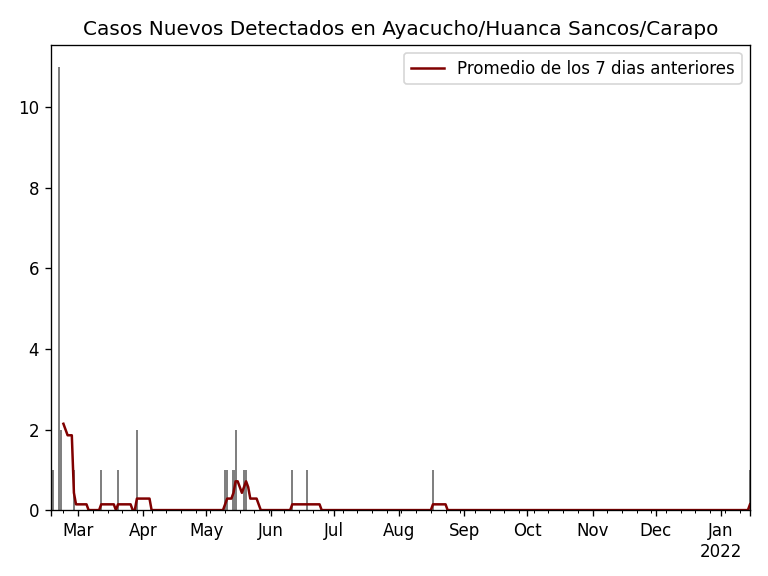 Casos Nuevos Detectados en Ayacucho/Huanca Sancos/Carapo
Promedio de los 7 dias anteriores
10
8
6
4
2
0
Mar Apr May Jun Jul Aug Sep Oct Nov Dec Jan
2022